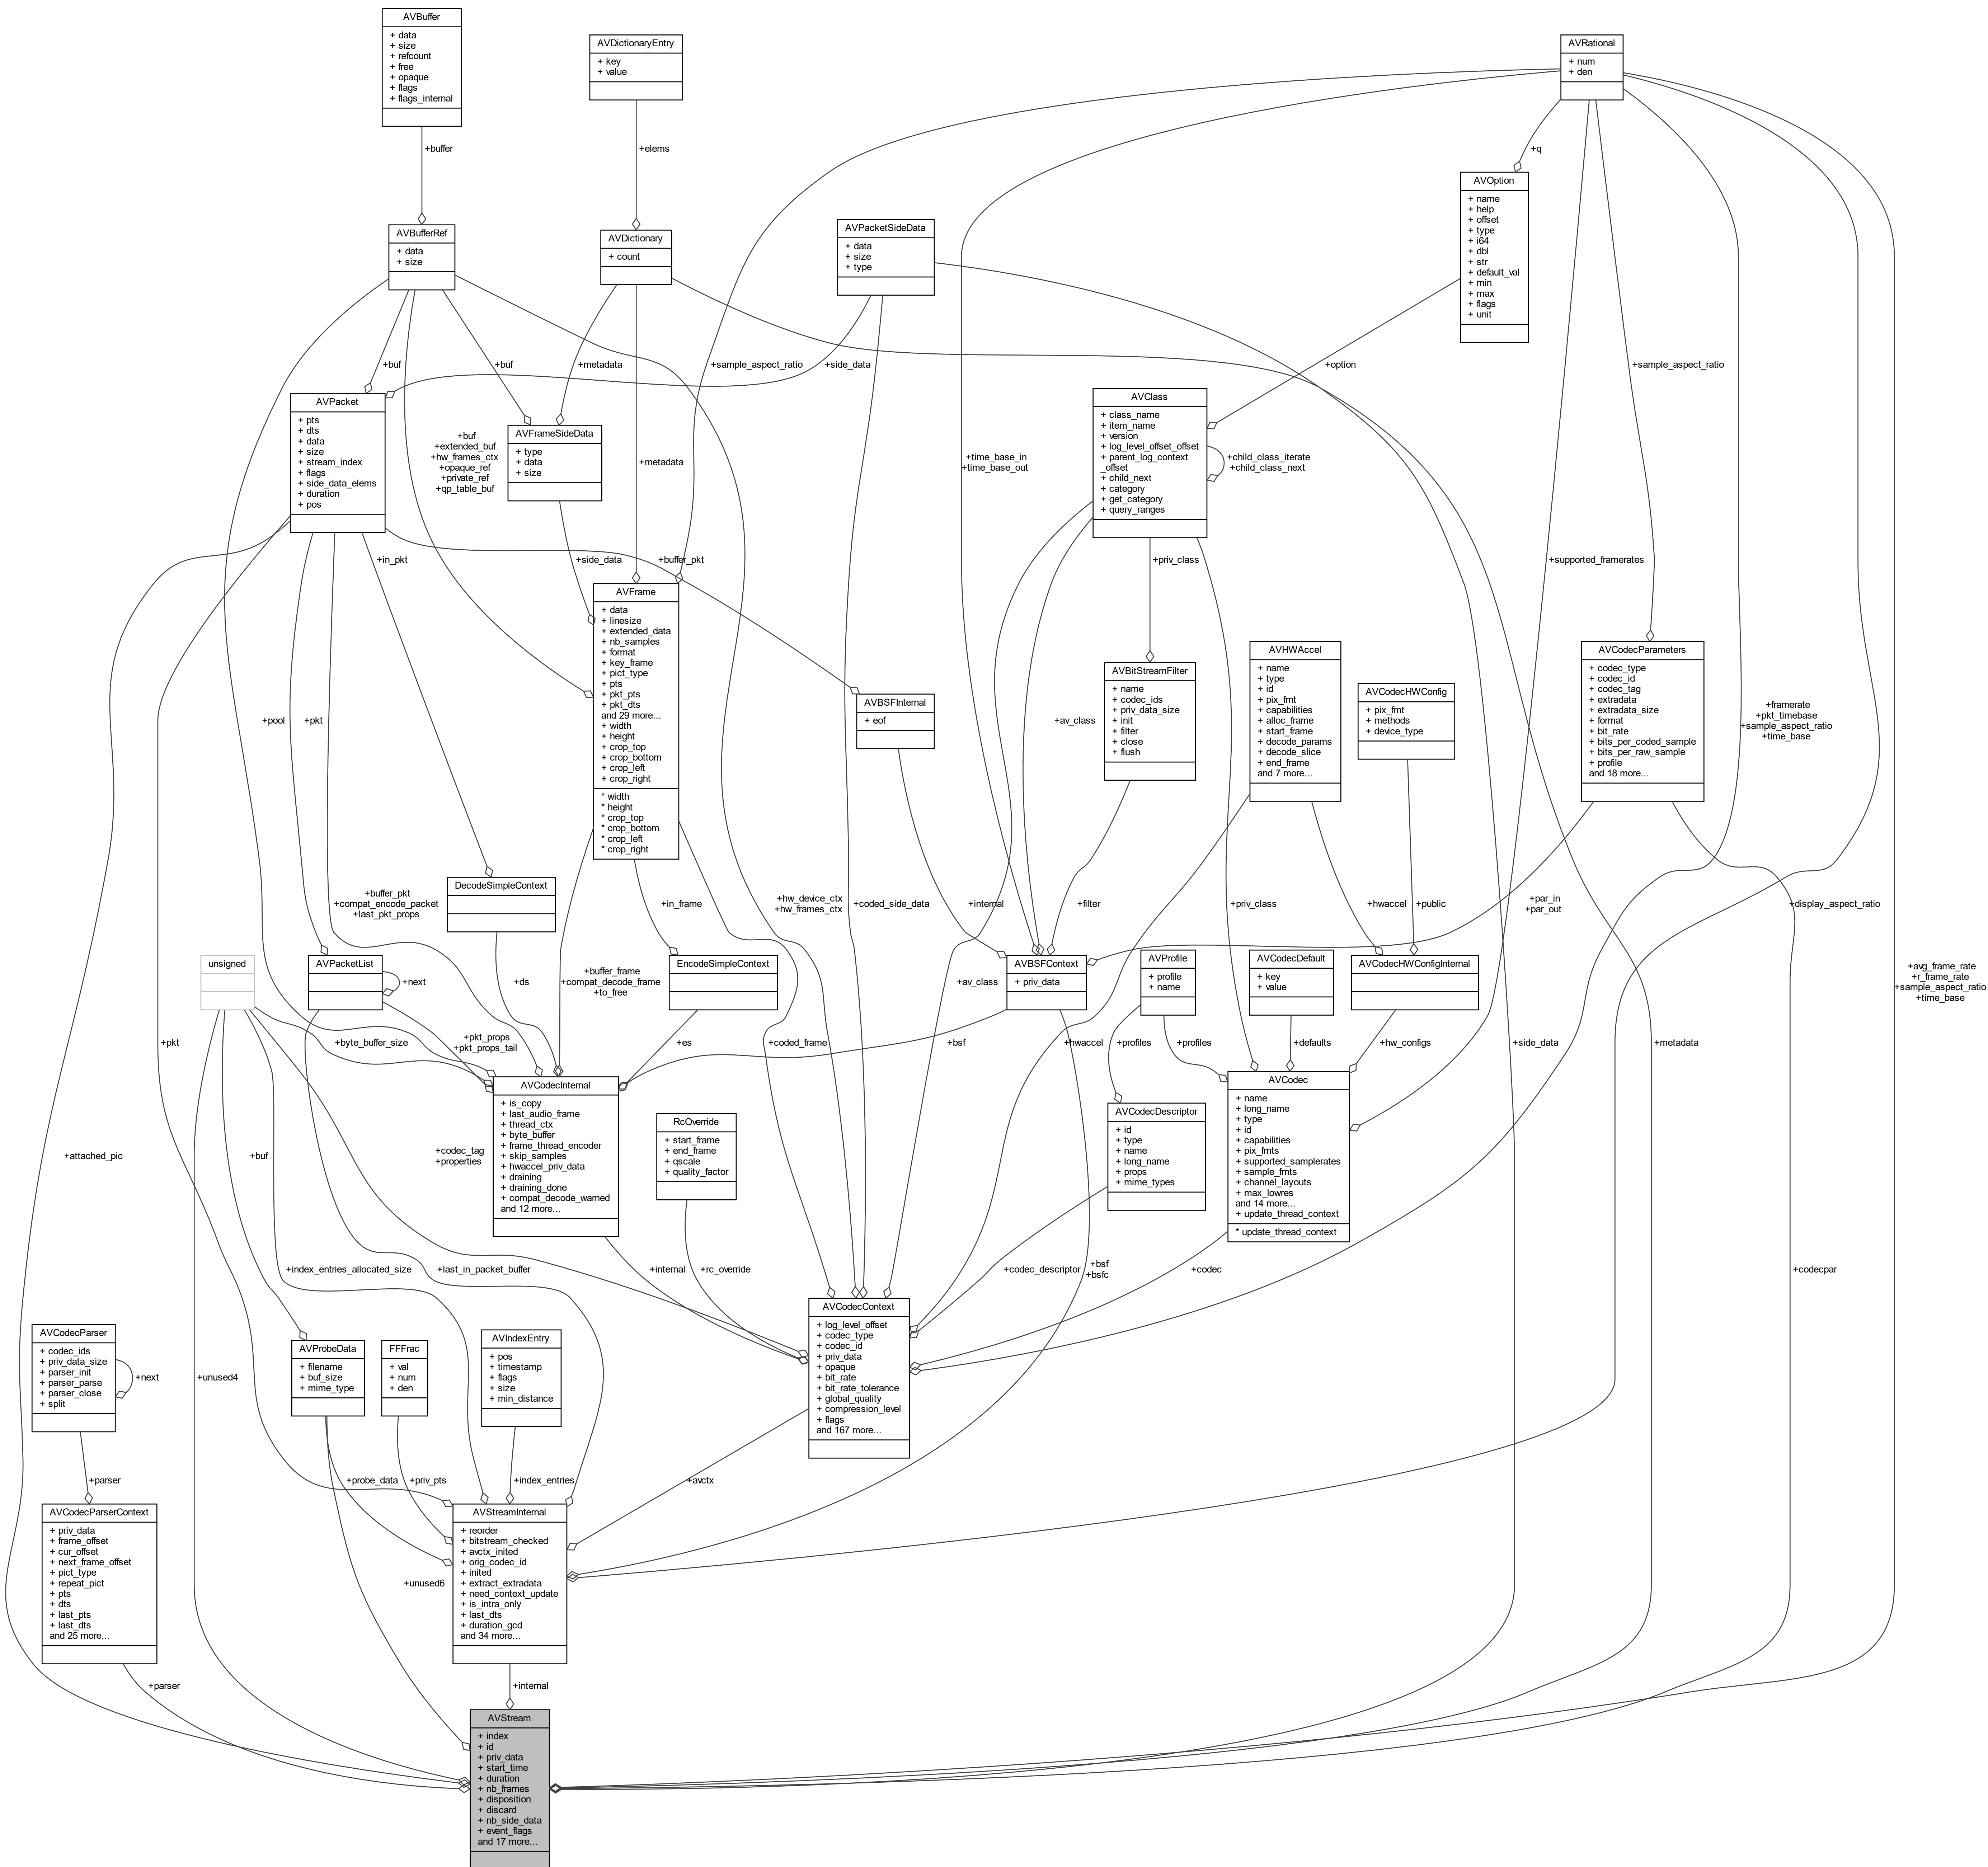 AVBuffer
+ data
+ size
+ refcount
+ free
+ opaque
+ flags
+ flags_internal
AVDictionaryEntry
+ key
+ value
AVRational
+ num
+ den
+buffer
+elems
+q
AVOption
+ name
+ help
+ offset
+ type
+ i64
+ dbl
+ str
+ default_val
+ min
+ max
+ flags
+ unit
AVBufferRef
+ data
+ size
AVDictionary
+ count
AVPacketSideData
+ data
+ size
+ type
+buf
+buf
+metadata
+sample_aspect_ratio
+side_data
+option
+sample_aspect_ratio
AVPacket
+ pts
+ dts
+ data
+ size
+ stream_index
+ flags
+ side_data_elems
+ duration
+ pos
+buf
+extended_buf
+hw_frames_ctx
+opaque_ref
+private_ref
+qp_table_buf
AVFrameSideData
+ type
+ data
+ size
+metadata
+time_base_in
+time_base_out
AVClass
+ class_name
+ item_name
+ version
+ log_level_offset_offset
+ parent_log_context
_offset
+ child_next
+ category
+ get_category
+ query_ranges
+child_class_iterate
+child_class_next
+in_pkt
+side_data
+buffer_pkt
+priv_class
+supported_framerates
AVFrame
+ data
+ linesize
+ extended_data
+ nb_samples
+ format
+ key_frame
+ pict_type
+ pts
+ pkt_pts
+ pkt_dts
and 29 more...
+ width
+ height
+ crop_top
+ crop_bottom
+ crop_left
+ crop_right
* width
* height
* crop_top
* crop_bottom
* crop_left
* crop_right
AVBSFInternal
+ eof
+av_class
AVBitStreamFilter
+ name
+ codec_ids
+ priv_data_size
+ init
+ filter
+ close
+ flush
AVHWAccel
+ name
+ type
+ id
+ pix_fmt
+ capabilities
+ alloc_frame
+ start_frame
+ decode_params
+ decode_slice
+ end_frame
and 7 more...
AVCodecHWConfig
+ pix_fmt
+ methods
+ device_type
AVCodecParameters
+ codec_type
+ codec_id
+ codec_tag
+ extradata
+ extradata_size
+ format
+ bit_rate
+ bits_per_coded_sample
+ bits_per_raw_sample
+ profile
and 18 more...
+framerate
+pkt_timebase
+sample_aspect_ratio
+time_base
+pool
+pkt
+buffer_pkt
+compat_encode_packet
+last_pkt_props
DecodeSimpleContext
+in_frame
+hw_device_ctx
+hw_frames_ctx
+coded_side_data
+internal
+filter
+priv_class
+hwaccel
+public
+par_in
+par_out
+display_aspect_ratio
unsigned
AVPacketList
+next
+ds
+buffer_frame
+compat_decode_frame
+to_free
EncodeSimpleContext
+av_class
AVBSFContext
+ priv_data
AVProfile
+ profile
+ name
AVCodecDefault
+ key
+ value
AVCodecHWConfigInternal
+avg_frame_rate
+r_frame_rate
+sample_aspect_ratio
+time_base
+pkt
+byte_buffer_size
+pkt_props
+pkt_props_tail
+es
+coded_frame
+bsf
+hwaccel
+profiles
+profiles
+defaults
+hw_configs
+side_data
+metadata
AVCodecInternal
+ is_copy
+ last_audio_frame
+ thread_ctx
+ byte_buffer
+ frame_thread_encoder
+ skip_samples
+ hwaccel_priv_data
+ draining
+ draining_done
+ compat_decode_warned
and 12 more...
AVCodec
+ name
+ long_name
+ type
+ id
+ capabilities
+ pix_fmts
+ supported_samplerates
+ sample_fmts
+ channel_layouts
+ max_lowres
and 14 more...
+ update_thread_context
* update_thread_context
RcOverride
+ start_frame
+ end_frame
+ qscale
+ quality_factor
AVCodecDescriptor
+ id
+ type
+ name
+ long_name
+ props
+ mime_types
+attached_pic
+buf
+codec_tag
+properties
+index_entries_allocated_size
+last_in_packet_buffer
+internal
+rc_override
+codec_descriptor
+bsf
+bsfc
+codec
+codecpar
AVCodecContext
+ log_level_offset
+ codec_type
+ codec_id
+ priv_data
+ opaque
+ bit_rate
+ bit_rate_tolerance
+ global_quality
+ compression_level
+ flags
and 167 more...
AVCodecParser
+ codec_ids
+ priv_data_size
+ parser_init
+ parser_parse
+ parser_close
+ split
+next
+unused4
AVProbeData
+ filename
+ buf_size
+ mime_type
FFFrac
+ val
+ num
+ den
AVIndexEntry
+ pos
+ timestamp
+ flags
+ size
+ min_distance
+parser
+probe_data
+priv_pts
+index_entries
+avctx
AVCodecParserContext
+ priv_data
+ frame_offset
+ cur_offset
+ next_frame_offset
+ pict_type
+ repeat_pict
+ pts
+ dts
+ last_pts
+ last_dts
and 25 more...
+unused6
AVStreamInternal
+ reorder
+ bitstream_checked
+ avctx_inited
+ orig_codec_id
+ inited
+ extract_extradata
+ need_context_update
+ is_intra_only
+ last_dts
+ duration_gcd
and 34 more...
+parser
+internal
AVStream
+ index
+ id
+ priv_data
+ start_time
+ duration
+ nb_frames
+ disposition
+ discard
+ nb_side_data
+ event_flags
and 17 more...